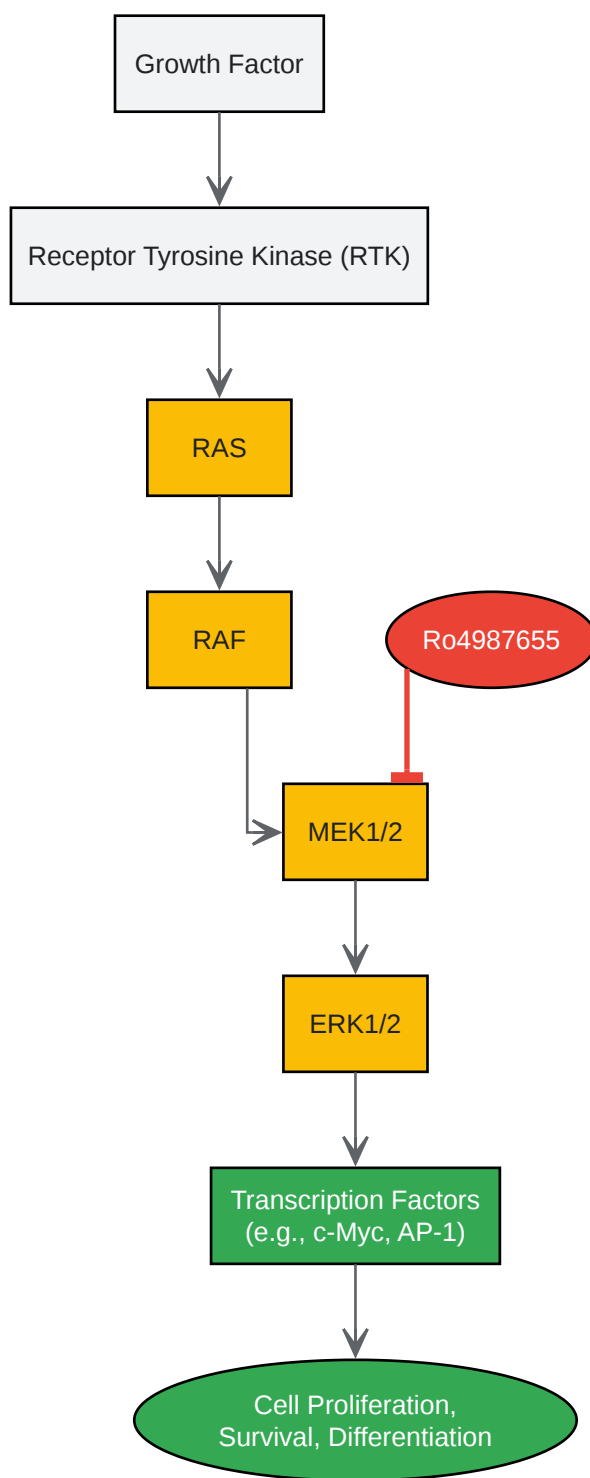 Growth Factor
Receptor Tyrosine Kinase (RTK)
RAS
RAF
Ro4987655
MEK1/2
ERK1/2
Transcription Factors
(e.g., c-Myc, AP-1)
Cell Proliferation,
Survival, Differentiation